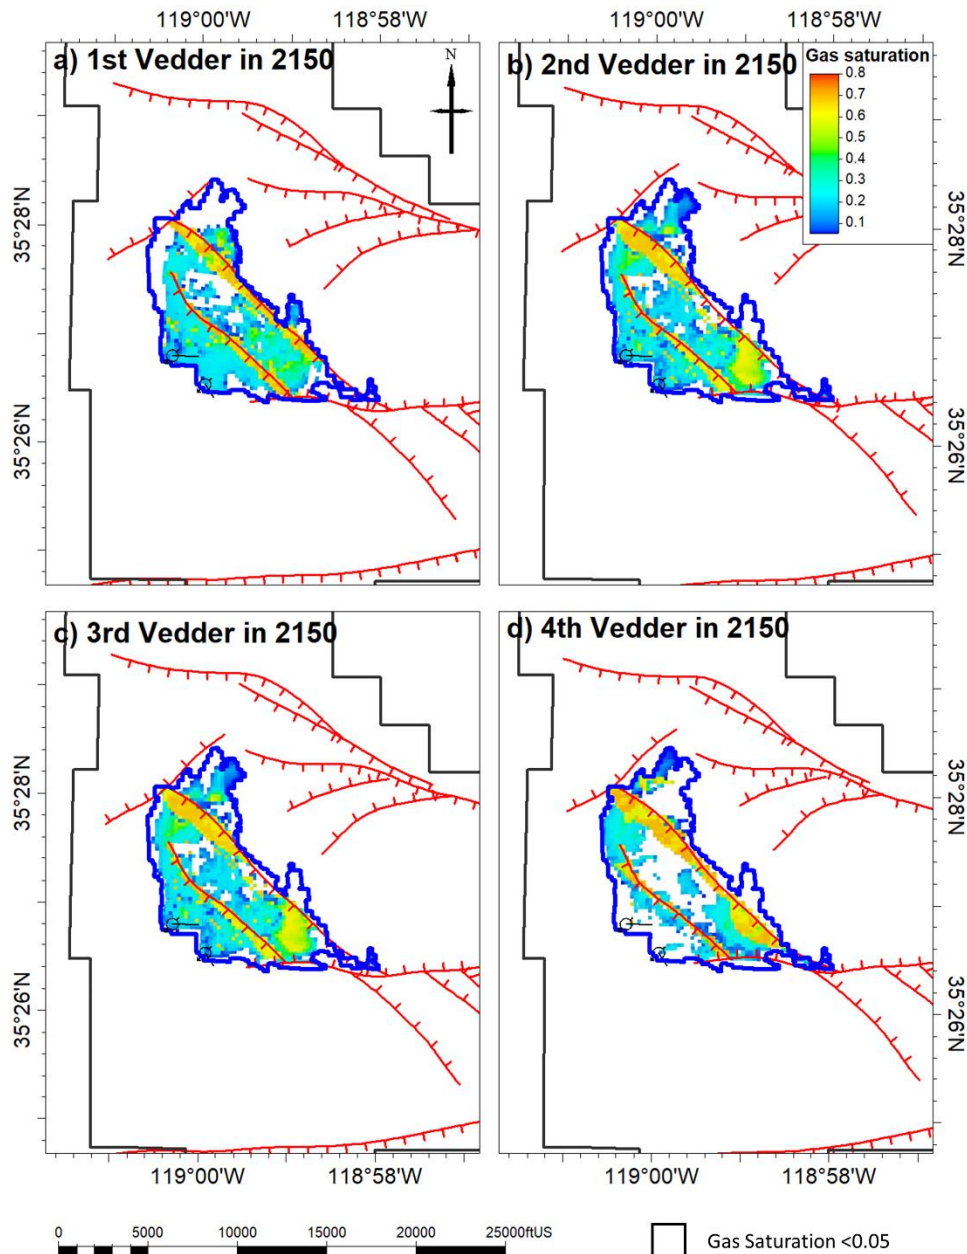 119°00'W 118°58'W 119°00'W 118°58'W
a) 1st Vedder in 2150
N
b) 2nd Vedder in 2150
Gas saturation
0.8
0.7
0.6
0.5
0.4
0.3
0.2
0.1
35°28'N
35°28'N
35°26'N
35°26'N
c) 3rd Vedder in 2150
d) 4th Vedder in 2150
35°28'N
35°28'N
35°26'N
35°26'N
119°00'W 118°58'W 119°00'W 118°58'W
0 5000 10000 15000 20000 25000ftUS
Gas Saturation <0.05